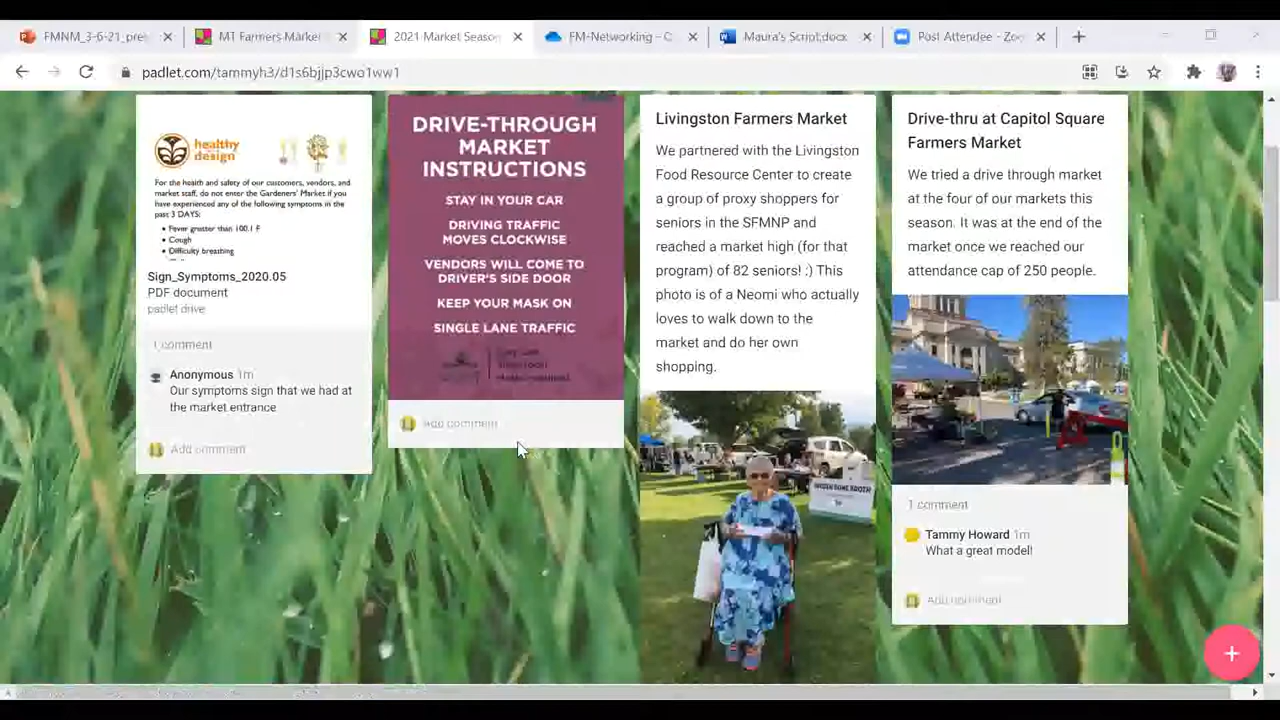 FMNM_3-6-21_pre
MT Farmers Market
2021 Market Seaso
FM-Networking - C
Maura's Script.docx
Post Attendee - Zoo
padlet.com/tammyh3/d1s6bjjp3cwo1ww1
healthy
design
For the health and safety of our customers, vendors, and
market staff, do not enter the Gardeners' Market if you
have experienced any of the following symptoms in the
past 3 DAYS:
• Fever greater than 100.1 F
• Cough
• Difficulty breathing
Sign_Symptoms_2020.05
PDF document
padlet drive
1 comment
Anonymous 1m
Our symptoms sign that we had at
the market entrance
Add comment
DRIVE-THROUGH
MARKET
INSTRUCTIONS
STAY IN YOUR CAR
DRIVING TRAFFIC
MOVES CLOCKWISE
VENDORS WILL COME TO
DRIVER'S SIDE DOOR
KEEP YOUR MASK ON
SINGLE LANE TRAFFIC
Add comment
Livingston Farmers Market
We partnered with the Livingston
Food Resource Center to create
a group of proxy shoppers for
seniors in the SFMNP and
reached a market high (for that
program) of 82 seniors! :) This
photo is of a Neomi who actually
loves to walk down to the
market and do her own
shopping.
BONE BROTH
Drive-thru at Capitol Square
Farmers Market
We tried a drive through market
at the four of our markets this
season. It was at the end of the
market once we reached our
attendance cap of 250 people.
1 comment
Tammy Howard 1m
What a great model!
Add comment